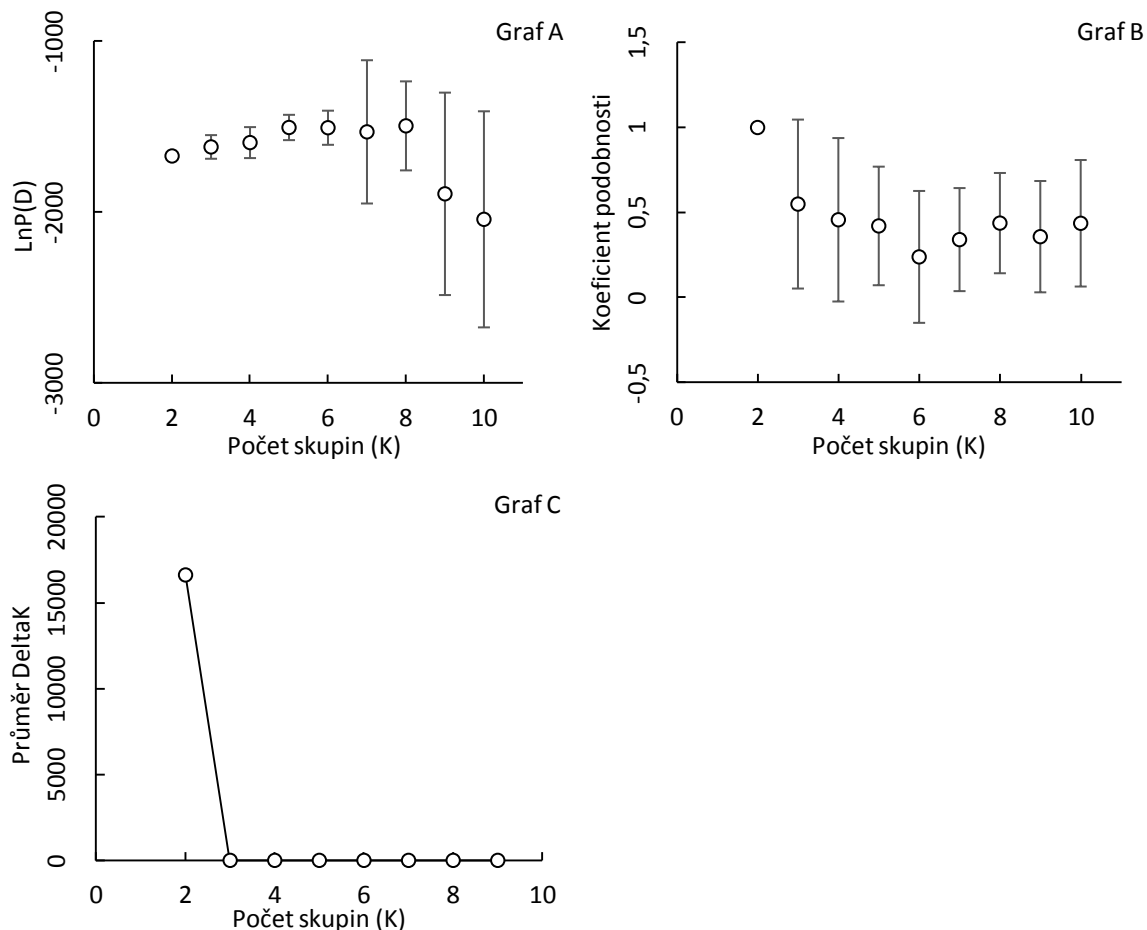 Graf A
LnP(D)
-1000
-2000
-3000
0 2 4 6 8 10
Počet skupin (K)
Graf B
Koeficient podobnosti
1,5
1
0,5
0
-0,5
0 2 4 6 8 10
Počet skupin (K)
Graf C
Průměr DeltaK
20000
15000
10000
5000
0
0 2 4 6 8 10
Počet skupin (K)